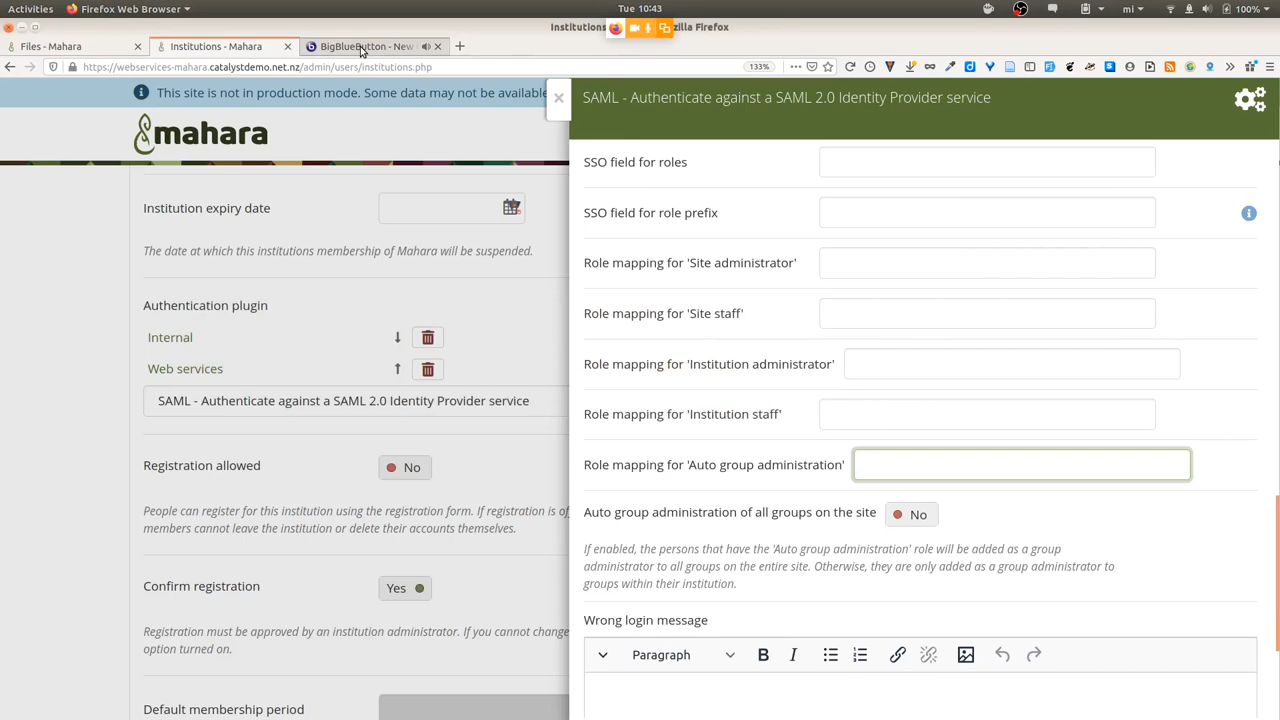 Activities
Firefox Web Browser
Tue 10:43
mi
100%
Institutions
zilla Firefox
Files - Mahara
Institutions - Mahara
BigBlueButton - New
https://webservices-mahara.catalystdemo.net.nz/admin/users/institutions.php
133%
This site is not in production mode. Some data may not be available
mahara
Institution expiry date
The date at which this institutions membership of Mahara will be suspended.
Authentication plugin
Internal
Web services
SAML - Authenticate against a SAML 2.0 Identity Provider service
Registration allowed
No
People can register for this institution using the registration form. If registration is of
members cannot leave the institution or delete their accounts themselves.
Confirm registration
Yes
Registration must be approved by an institution administrator. If you cannot change
option turned on.
Default membership period
SAML - Authenticate against a SAML 2.0 Identity Provider service
SSO field for roles
SSO field for role prefix
Role mapping for 'Site administrator'
Role mapping for 'Site staff'
Role mapping for 'Institution administrator'
Role mapping for 'Institution staff'
Role mapping for 'Auto group administration'
Auto group administration of all groups on the site
No
If enabled, the persons that have the 'Auto group administration' role will be added as a group
administrator to all groups on the entire site. Otherwise, they are only added as a group administrator to
groups within their institution.
Wrong login message
Paragraph
B
I